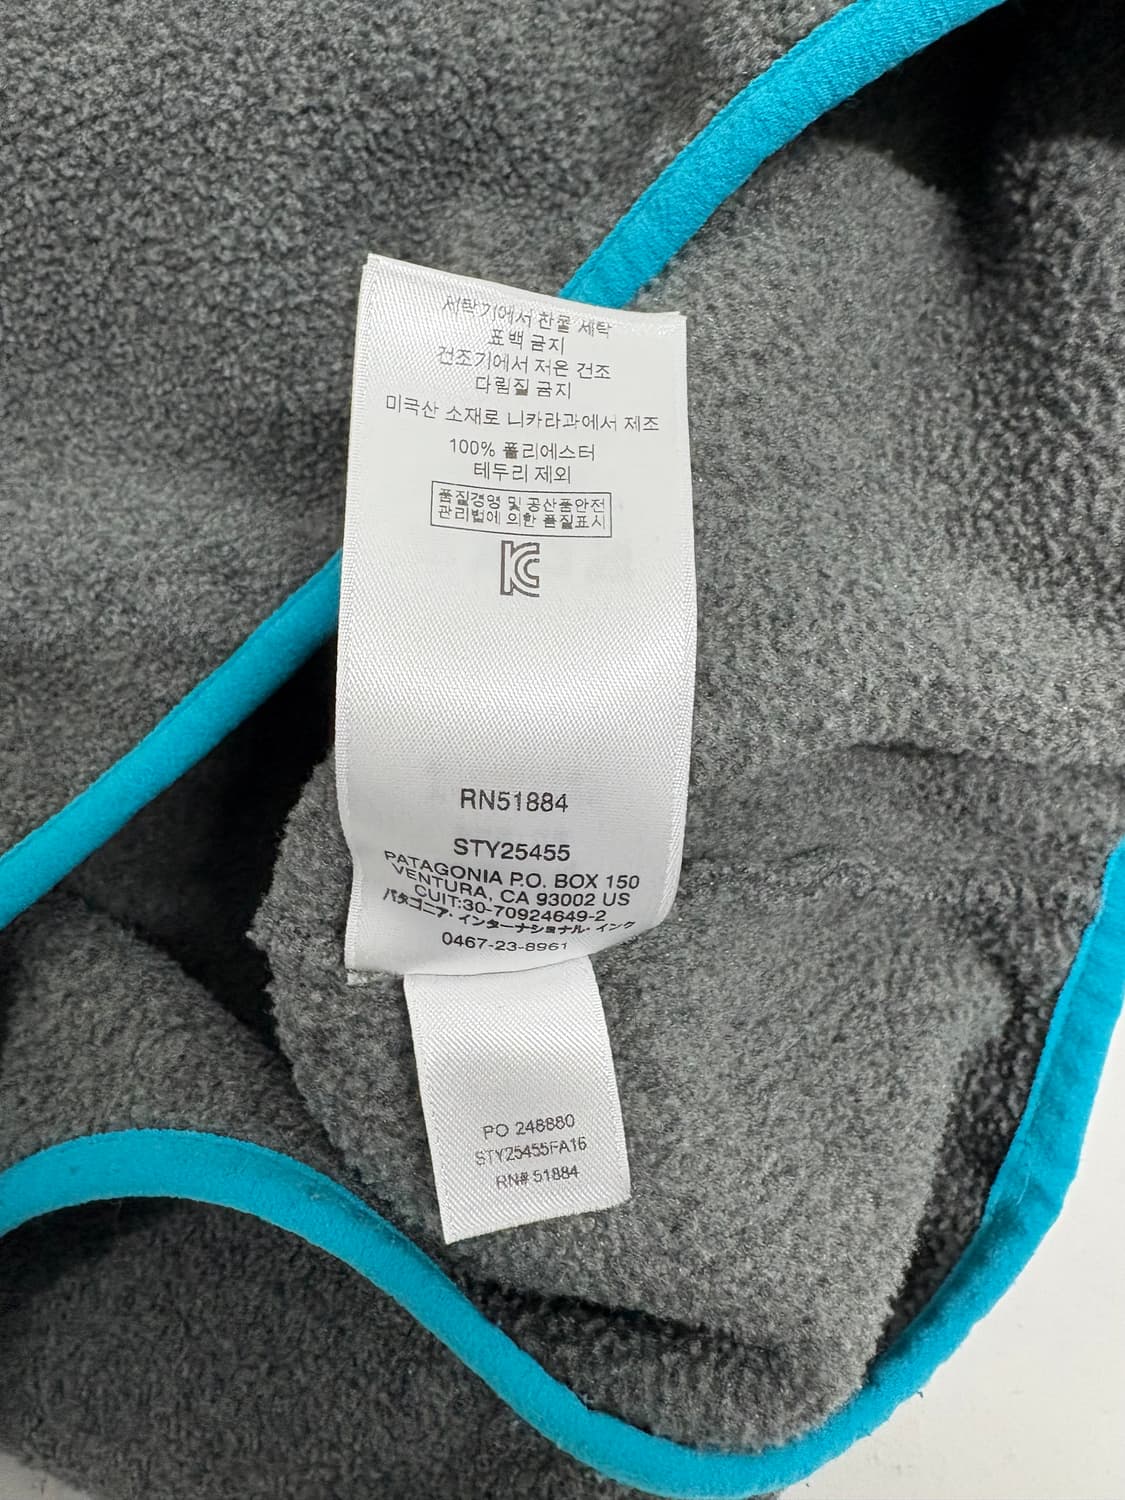 세탁기에서 찬물 세탁
표백 금지
건조기에서 저온 건조
다림질 금지
미국산 소재로 니카라과에서 제조
100% 폴리에스터
테두리 제외
품질경영 및 공산품안전
관리법에 의한 품질표시
KC
RN51884
STY25455
PATAGONIA P.O. BOX 150
VENTURA, CA 93002 US
CUIT:30-70924649-2
パタゴニア・インターナショナル・インク
0467-23-8961
PO 248880
STY25455FA16
RN# 51884